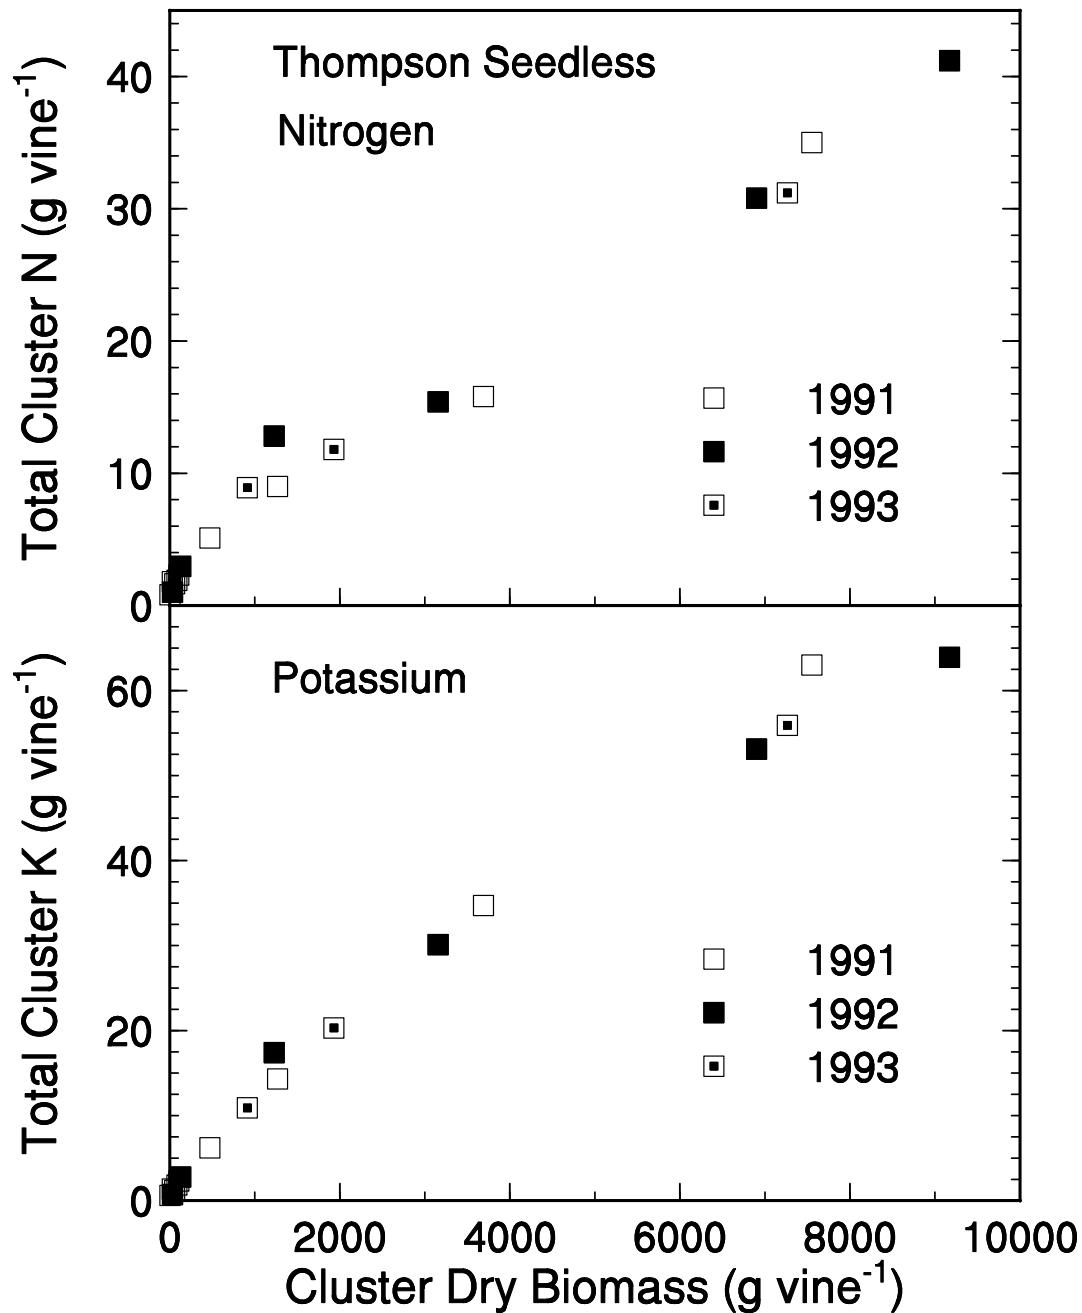 Thompson Seedless
Nitrogen
Total Cluster N (g vine⁻¹)
40
30
20
10
0
1991
1992
1993
Potassium
Total Cluster K (g vine⁻¹)
60
40
20
0
1991
1992
1993
0 2000 4000 6000 8000 10000
Cluster Dry Biomass (g vine⁻¹)